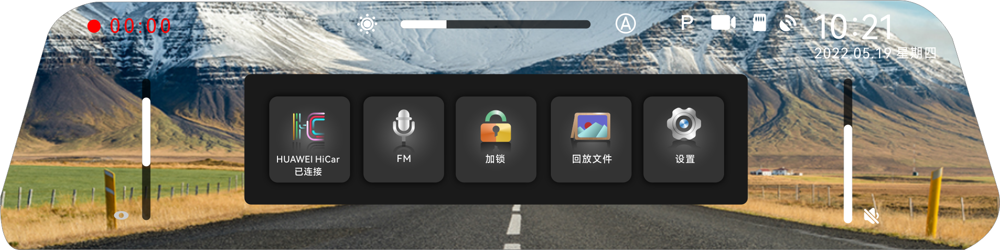 00:00
P
10:21
2022.05.19 星期四
HUAWEI HiCar
已连接
FM
加锁
回放文件
设置